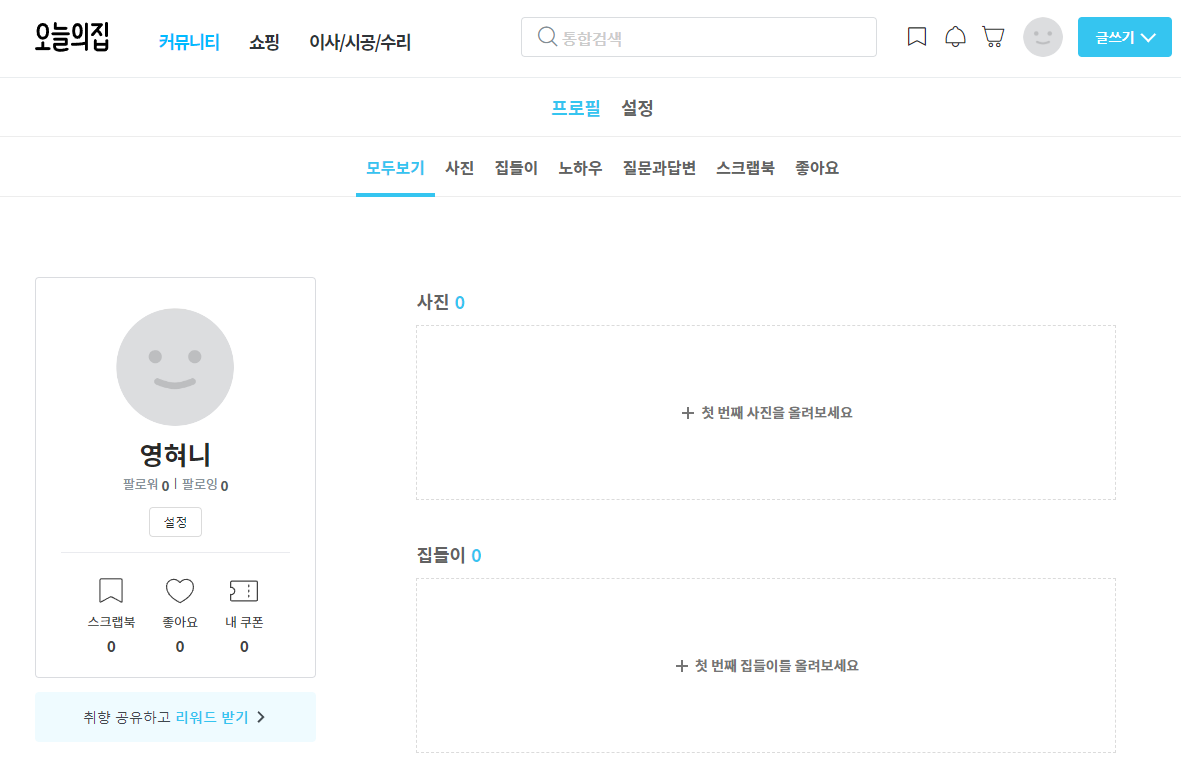 오늘의집
커뮤니티 쇼핑 이사/시공/수리 통합검색 글쓰기
프로필 설정
모두보기 사진 집들이 노하우 질문과답변 스크랩북 좋아요
영혀니
팔로워 0 | 팔로잉 0
설정
스크랩북 좋아요 내 쿠폰
0 0 0
취향 공유하고 리워드 받기 >
사진 0
+ 첫 번째 사진을 올려보세요
집들이 0
+ 첫 번째 집들이를 올려보세요